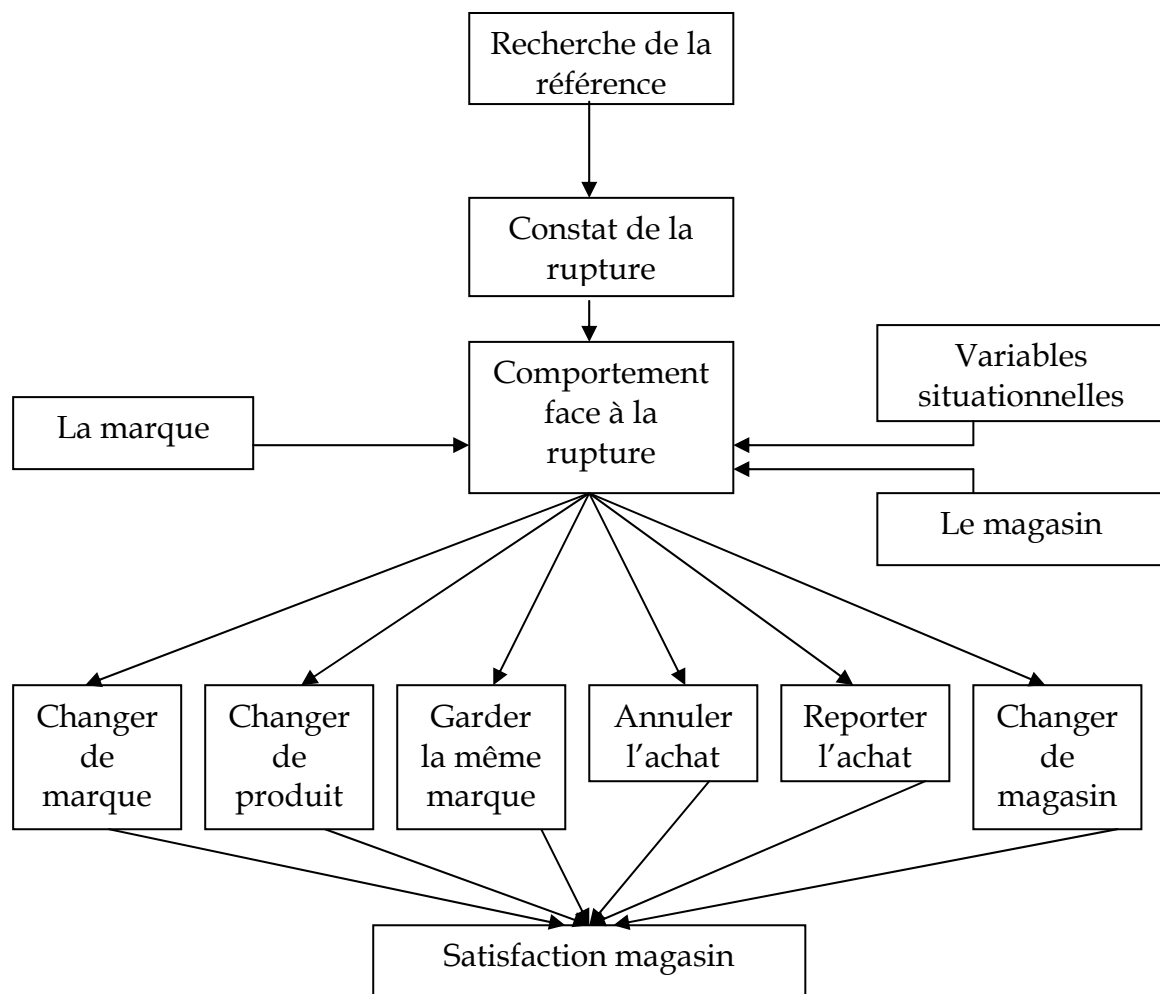 Recherche de la
référence
Constat de la
rupture
Comportement
face à la
rupture
La marque
Variables
situationnelles
Le magasin
Changer
de
marque
Changer
de
produit
Garder
la même
marque
Annuler
l’achat
Reporter
l’achat
Changer
de
magasin
Satisfaction magasin